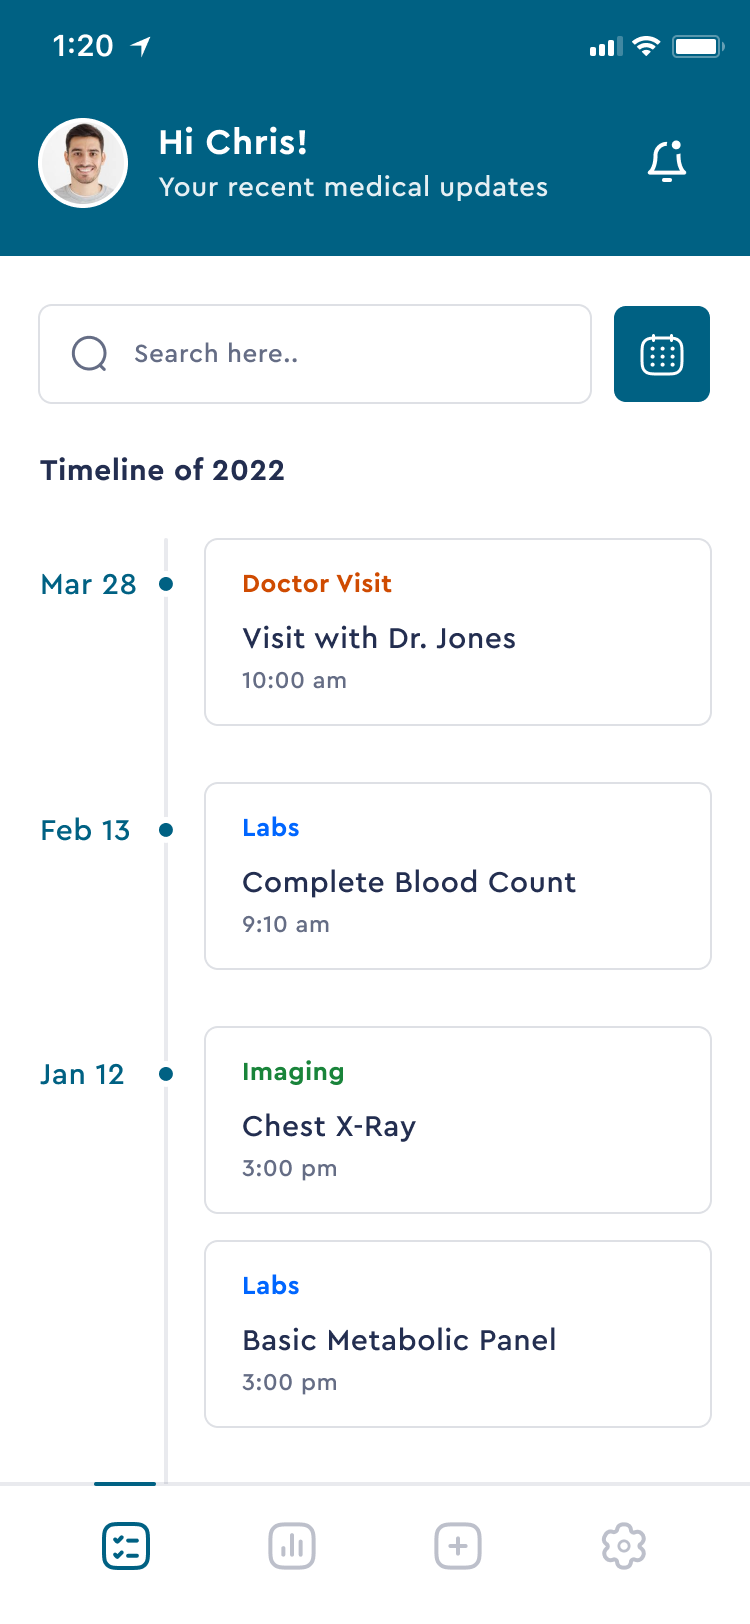 1:20
Hi Chris!
Your recent medical updates
Search here..
Timeline of 2022
Mar 28
Doctor Visit
Visit with Dr. Jones
10:00 am
Feb 13
Labs
Complete Blood Count
9:10 am
Jan 12
Imaging
Chest X-Ray
3:00 pm
Labs
Basic Metabolic Panel
3:00 pm